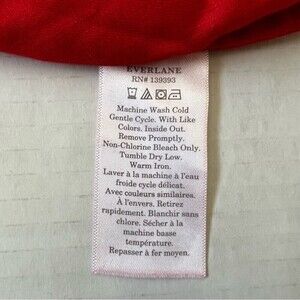 EVERLANE
RN# 139393
Machine Wash Cold
Gentle Cycle. With Like
Colors. Inside Out.
Remove Promptly.
Non-Chlorine Bleach Only.
Tumble Dry Low.
Warm Iron.
Laver à la machine à l'eau
froide cycle délicat.
Avec couleurs similaires.
À l'envers. Retirez
rapidement. Blanchir sans
chlore. Sécher à la
machine basse
température.
Repasser à fer moyen.